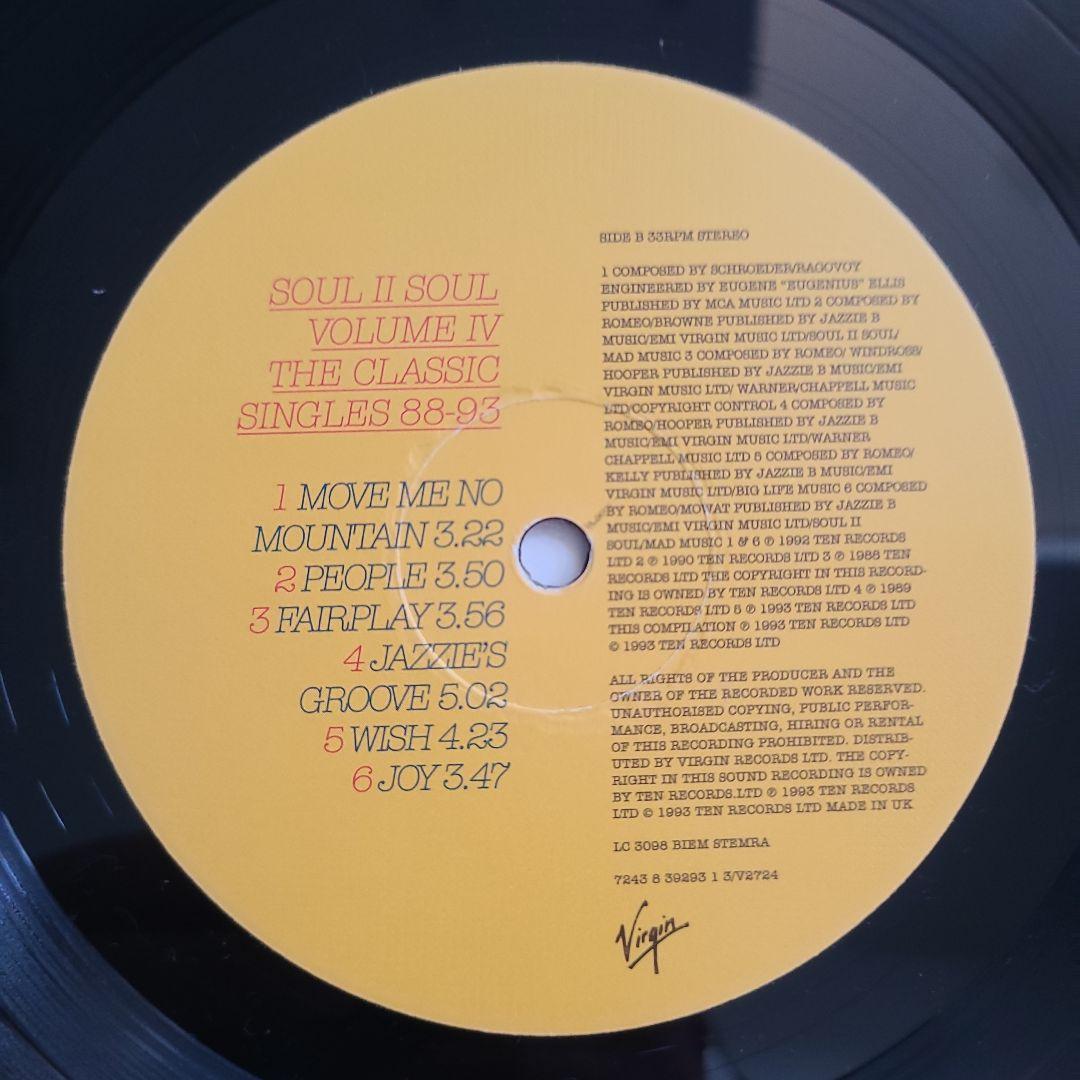 SOUL II SOUL
VOLUME IV
THE CLASSIC
SINGLES 88-93
1 MOVE ME NO
MOUNTAIN 3.22
2 PEOPLE 3.50
3 FAIRPLAY 3.56
4 JAZZIE'S
GROOVE 5.02
5 WISH 4.23
6 JOY 3.47
SIDE B 33RPM STEREO
1 COMPOSED BY SCHROEDER/RAGOVOY
ENGINEERED BY EUGENE "EUGENIUS" ELLIS
PUBLISHED BY MCA MUSIC LTD 2 COMPOSED BY
ROMEO/BROWNE PUBLISHED BY JAZZIE B
MUSIC/EMI VIRGIN MUSIC LTD/SOUL II SOUL/
MAD MUSIC 3 COMPOSED BY ROMEO/ WINDROSS/
HOOPER PUBLISHED BY JAZZIE B MUSIC/EMI
VIRGIN MUSIC LTD/ WARNER/CHAPPELL MUSIC
LTD/COPYRIGHT CONTROL 4 COMPOSED BY
ROMEO/HOOPER PUBLISHED BY JAZZIE B
MUSIC/EMI VIRGIN MUSIC LTD/WARNER
CHAPPELL MUSIC LTD 5 COMPOSED BY ROMEO/
KELLY PUBLISHED BY JAZZIE B MUSIC/EMI
VIRGIN MUSIC LTD/BIG LIFE MUSIC 6 COMPOSED
BY ROMEO/MOWAT PUBLISHED BY JAZZIE B
MUSIC/EMI VIRGIN MUSIC LTD/SOUL II
SOUL/MAD MUSIC 1 & 6 ℗ 1992 TEN RECORDS
LTD 2 ℗ 1990 TEN RECORDS LTD 3 ℗ 1988 TEN
RECORDS LTD THE COPYRIGHT IN THIS RECORD-
ING IS OWNED BY TEN RECORDS LTD 4 ℗ 1989
TEN RECORDS LTD 5 ℗ 1993 TEN RECORDS LTD
THIS COMPILATION ℗ 1993 TEN RECORDS LTD
© 1993 TEN RECORDS LTD
ALL RIGHTS OF THE PRODUCER AND THE
OWNER OF THE RECORDED WORK RESERVED.
UNAUTHORISED COPYING, PUBLIC PERFOR-
MANCE, BROADCASTING, HIRING OR RENTAL
OF THIS RECORDING PROHIBITED. DISTRIB-
UTED BY VIRGIN RECORDS LTD. THE COPY-
RIGHT IN THIS SOUND RECORDING IS OWNED
BY TEN RECORDS.LTD ℗ 1993 TEN RECORDS
LTD © 1993 TEN RECORDS LTD MADE IN UK
LC 3098 BIEM STEMRA
7243 8 39293 1 3/V2724
Virgin